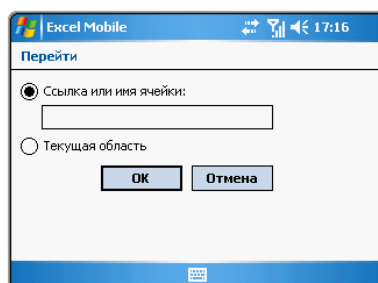 Excel Mobile 17:16
Перейти
Ссылка или имя ячейки:
Текущая область
ОК Отмена